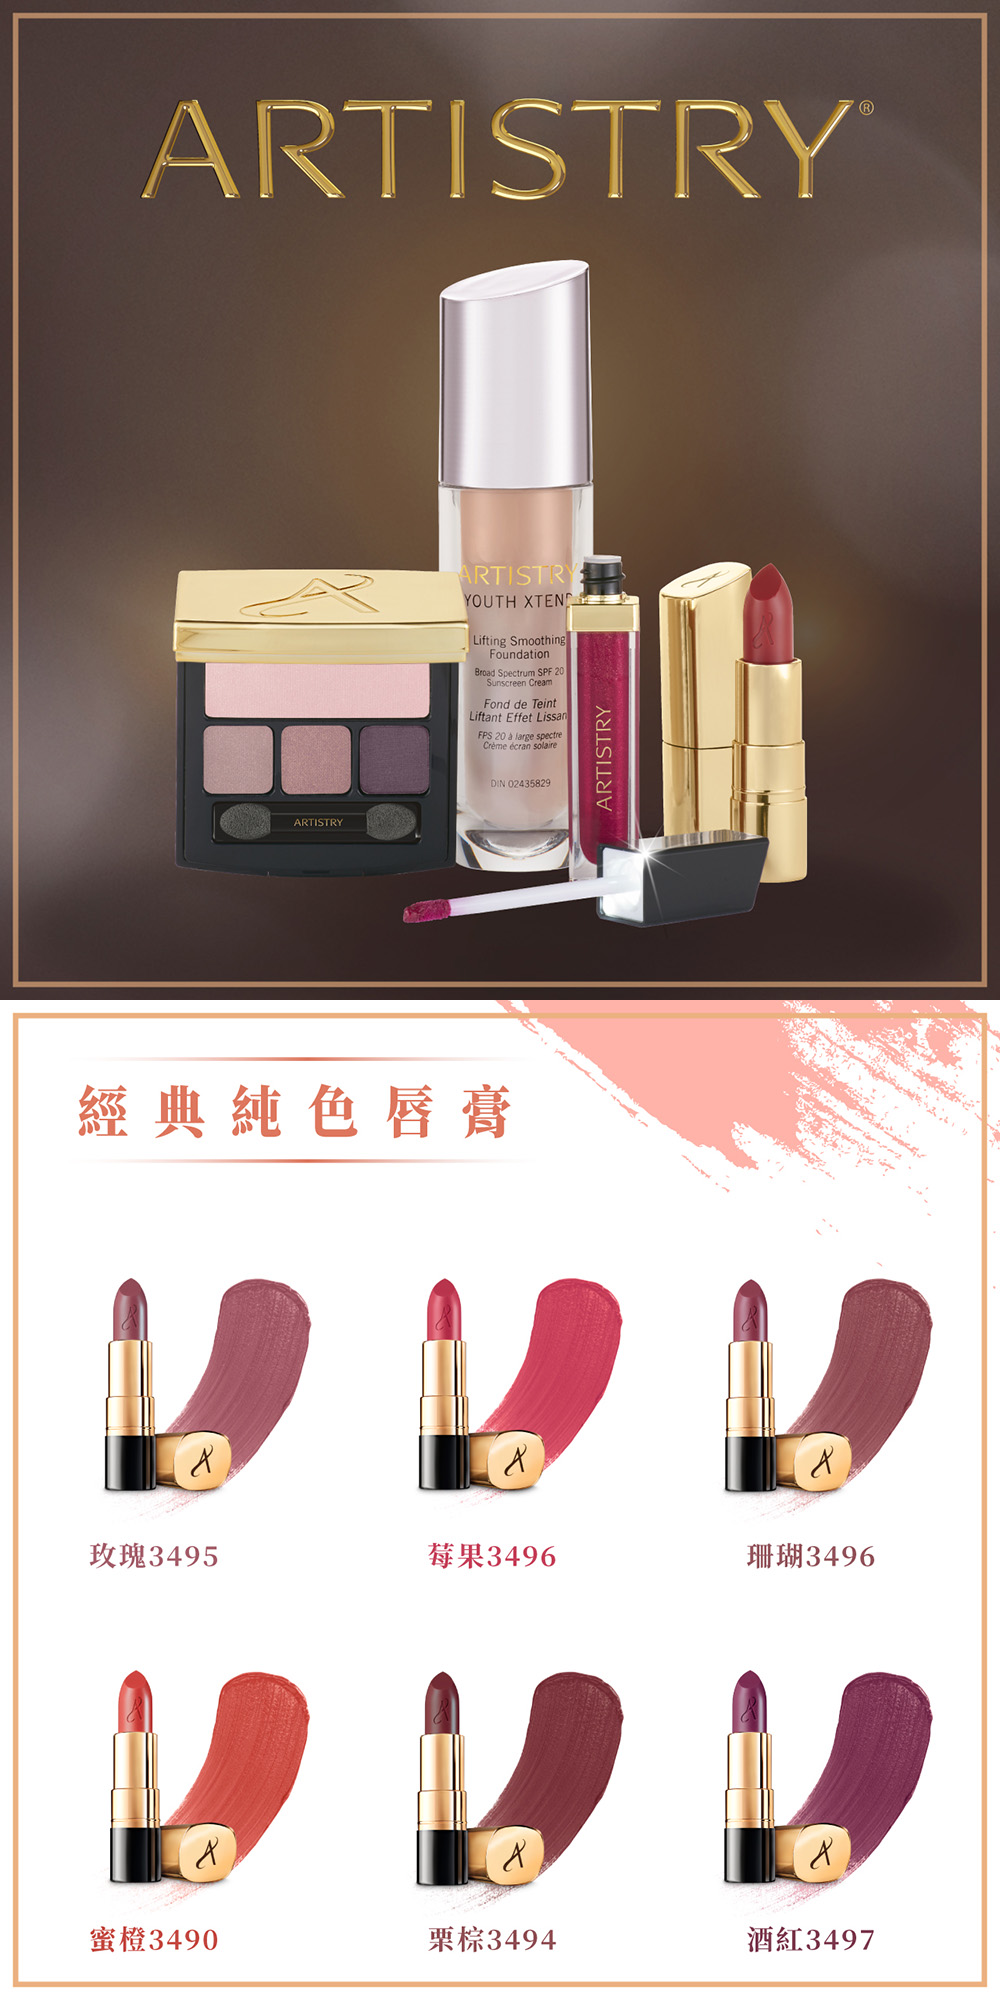 ARTISTRY®
ARTISTRY
YOUTH XTEND
Lifting Smoothing
Foundation
Broad Spectrum SPF 20
Sunscreen Cream
Fond de Teint
Liftant Effet Lissan
FPS 20 à large spectre
Crème écran solaire
DIN 02435829
ARTISTRY
ARTISTRY
經典純色唇膏
玫瑰3495
莓果3496
珊瑚3496
蜜橙3490
栗棕3494
酒紅3497